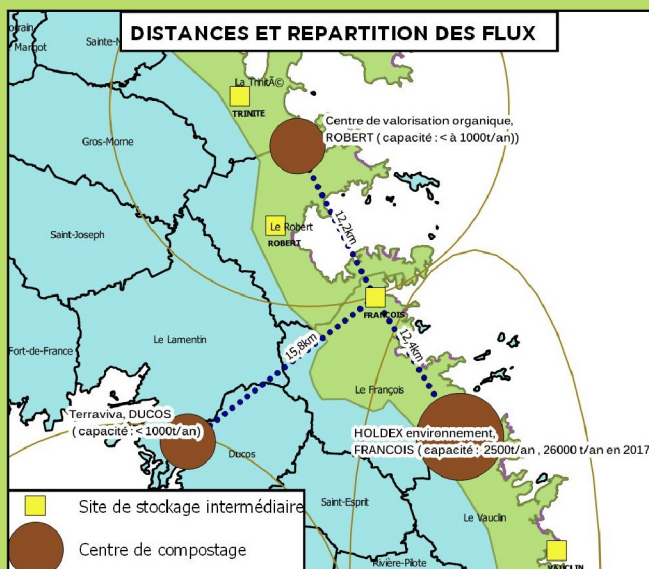 DISTANCES ET REPARTITION DES FLUX
Margot
Sainte-M
La TrinitÃ©
TRINITE
Centre de valorisation organique,
ROBERT ( capacité : < à 1000t/an))
Gros-Morne
12,2km
Le Robert
ROBERT
Saint-Joseph
FRANCOIS
Le Lamentin
15,8km
12,4km
Fort-de-France
Le François
Terraviva, DUCOS
( capacité : < 1000t/an)
HOLDEX environnement,
FRANCOIS ( capacité : 2500t/an , 26000 t/an en 2017
Ducos
Site de stockage intermédiaire
Saint-Esprit
Le Vauclin
Centre de compostage
Rivière-Pilote
VAUCLIN